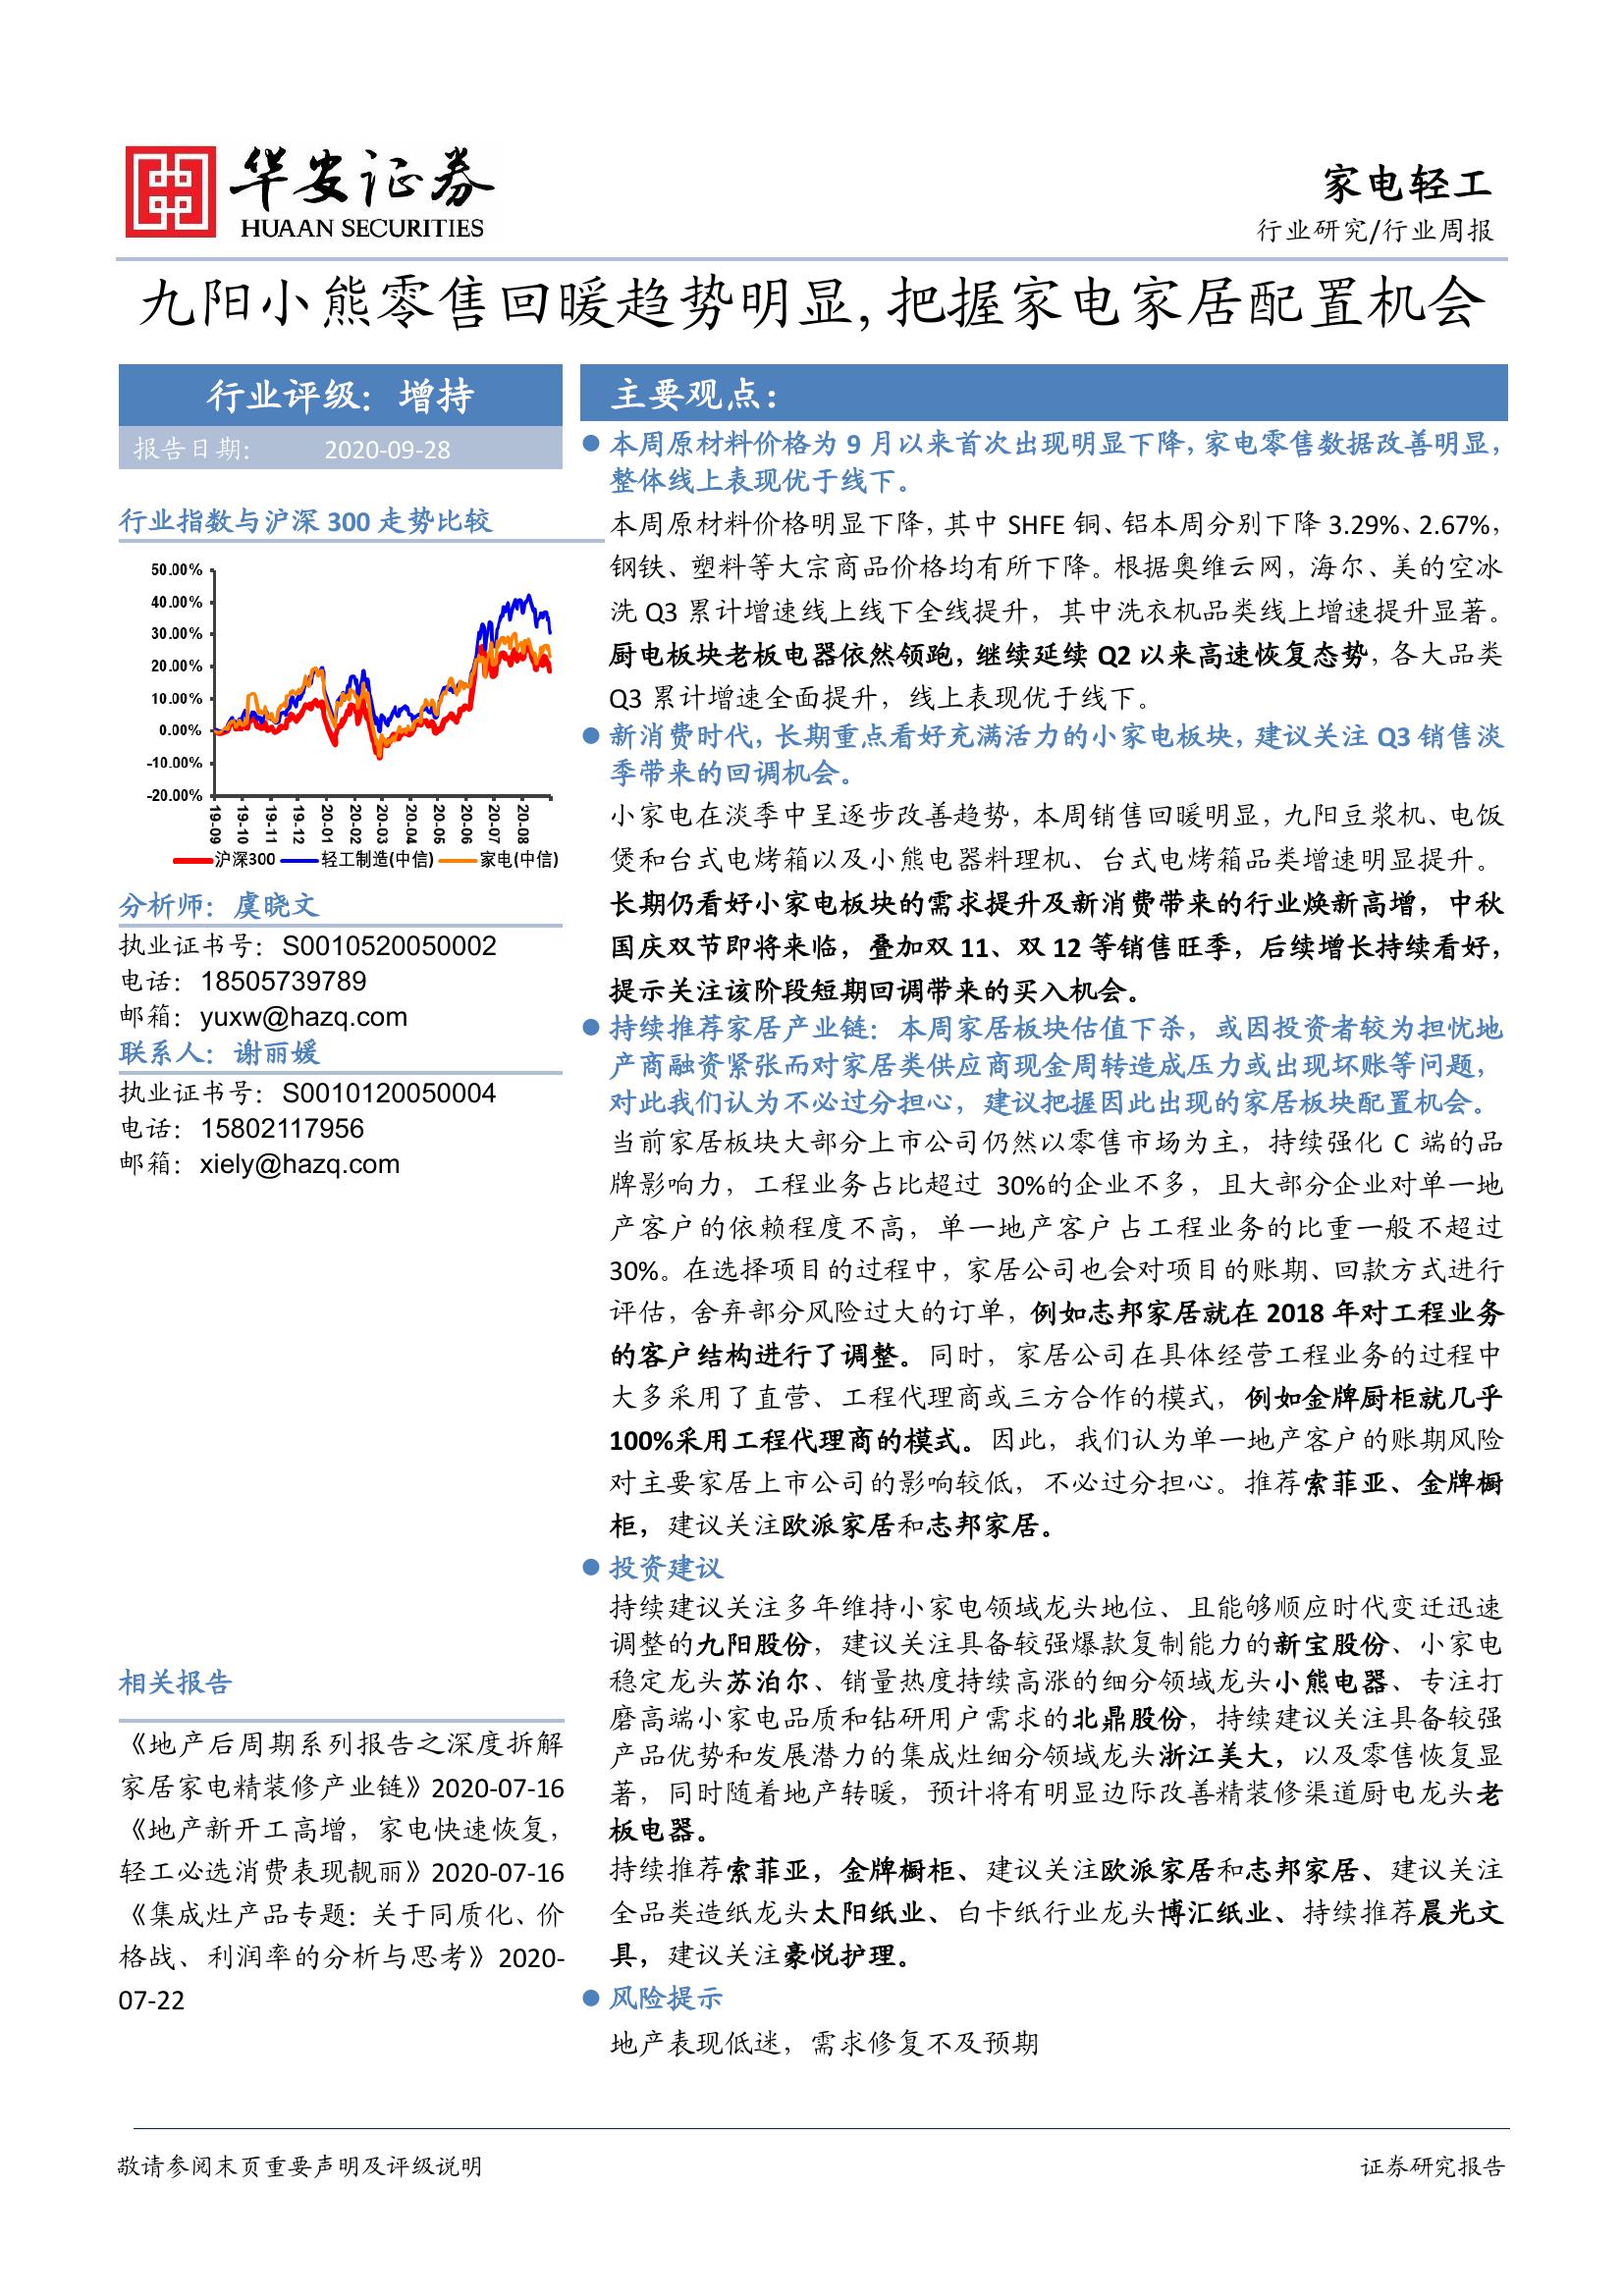 华安证券
HUAAN SECURITIES
家电轻工
行业研究/行业周报
九阳小熊零售回暖趋势明显,把握家电家居配置机会
行业评级：增持
报告日期： 2020-09-28
行业指数与沪深 300 走势比较
50.00%
40.00%
30.00%
20.00%
10.00%
0.00%
-10.00%
-20.00%
19-09 19-10 19-11 19-12 20-01 20-02 20-03 20-04 20-05 20-06 20-07 20-08
沪深300 轻工制造(中信) 家电(中信)
分析师：虞晓文
执业证书号：S0010520050002
电话：18505739789
邮箱：yuxw@hazq.com
联系人：谢丽媛
执业证书号：S0010120050004
电话：15802117956
邮箱：xiely@hazq.com
相关报告
《地产后周期系列报告之深度拆解
家居家电精装修产业链》2020-07-16
《地产新开工高增，家电快速恢复，
轻工必选消费表现靓丽》2020-07-16
《集成灶产品专题：关于同质化、价
格战、利润率的分析与思考》2020-
07-22
主要观点：
● 本周原材料价格为 9 月以来首次出现明显下降，家电零售数据改善明显，
整体线上表现优于线下。
本周原材料价格明显下降，其中 SHFE 铜、铝本周分别下降 3.29%、2.67%，
钢铁、塑料等大宗商品价格均有所下降。根据奥维云网，海尔、美的空冰
洗 Q3 累计增速线上线下全线提升，其中洗衣机品类线上增速提升显著。
厨电板块老板电器依然领跑，继续延续 Q2 以来高速恢复态势，各大品类
Q3 累计增速全面提升，线上表现优于线下。
● 新消费时代，长期重点看好充满活力的小家电板块，建议关注 Q3 销售淡
季带来的回调机会。
小家电在淡季中呈逐步改善趋势，本周销售回暖明显，九阳豆浆机、电饭
煲和台式电烤箱以及小熊电器料理机、台式电烤箱品类增速明显提升。
长期仍看好小家电板块的需求提升及新消费带来的行业焕新高增，中秋
国庆双节即将来临，叠加双 11、双 12 等销售旺季，后续增长持续看好，
提示关注该阶段短期回调带来的买入机会。
● 持续推荐家居产业链：本周家居板块估值下杀，或因投资者较为担忧地
产商融资紧张而对家居类供应商现金周转造成压力或出现坏账等问题，
对此我们认为不必过分担心，建议把握因此出现的家居板块配置机会。
当前家居板块大部分上市公司仍然以零售市场为主，持续强化 C 端的品
牌影响力，工程业务占比超过 30%的企业不多，且大部分企业对单一地
产客户的依赖程度不高，单一地产客户占工程业务的比重一般不超过
30%。在选择项目的过程中，家居公司也会对项目的账期、回款方式进行
评估，舍弃部分风险过大的订单，例如志邦家居就在 2018 年对工程业务
的客户结构进行了调整。同时，家居公司在具体经营工程业务的过程中
大多采用了直营、工程代理商或三方合作的模式，例如金牌厨柜就几乎
100%采用工程代理商的模式。因此，我们认为单一地产客户的账期风险
对主要家居上市公司的影响较低，不必过分担心。推荐索菲亚、金牌橱
柜，建议关注欧派家居和志邦家居。
● 投资建议
持续建议关注多年维持小家电领域龙头地位、且能够顺应时代变迁迅速
调整的九阳股份，建议关注具备较强爆款复制能力的新宝股份、小家电
稳定龙头苏泊尔、销量热度持续高涨的细分领域龙头小熊电器、专注打
磨高端小家电品质和钻研用户需求的北鼎股份，持续建议关注具备较强
产品优势和发展潜力的集成灶细分领域龙头浙江美大，以及零售恢复显
著，同时随着地产转暖，预计将有明显边际改善精装修渠道厨电龙头老
板电器。
持续推荐索菲亚，金牌橱柜、建议关注欧派家居和志邦家居、建议关注
全品类造纸龙头太阳纸业、白卡纸行业龙头博汇纸业、持续推荐晨光文
具，建议关注豪悦护理。
● 风险提示
地产表现低迷，需求修复不及预期
敬请参阅末页重要声明及评级说明
证券研究报告